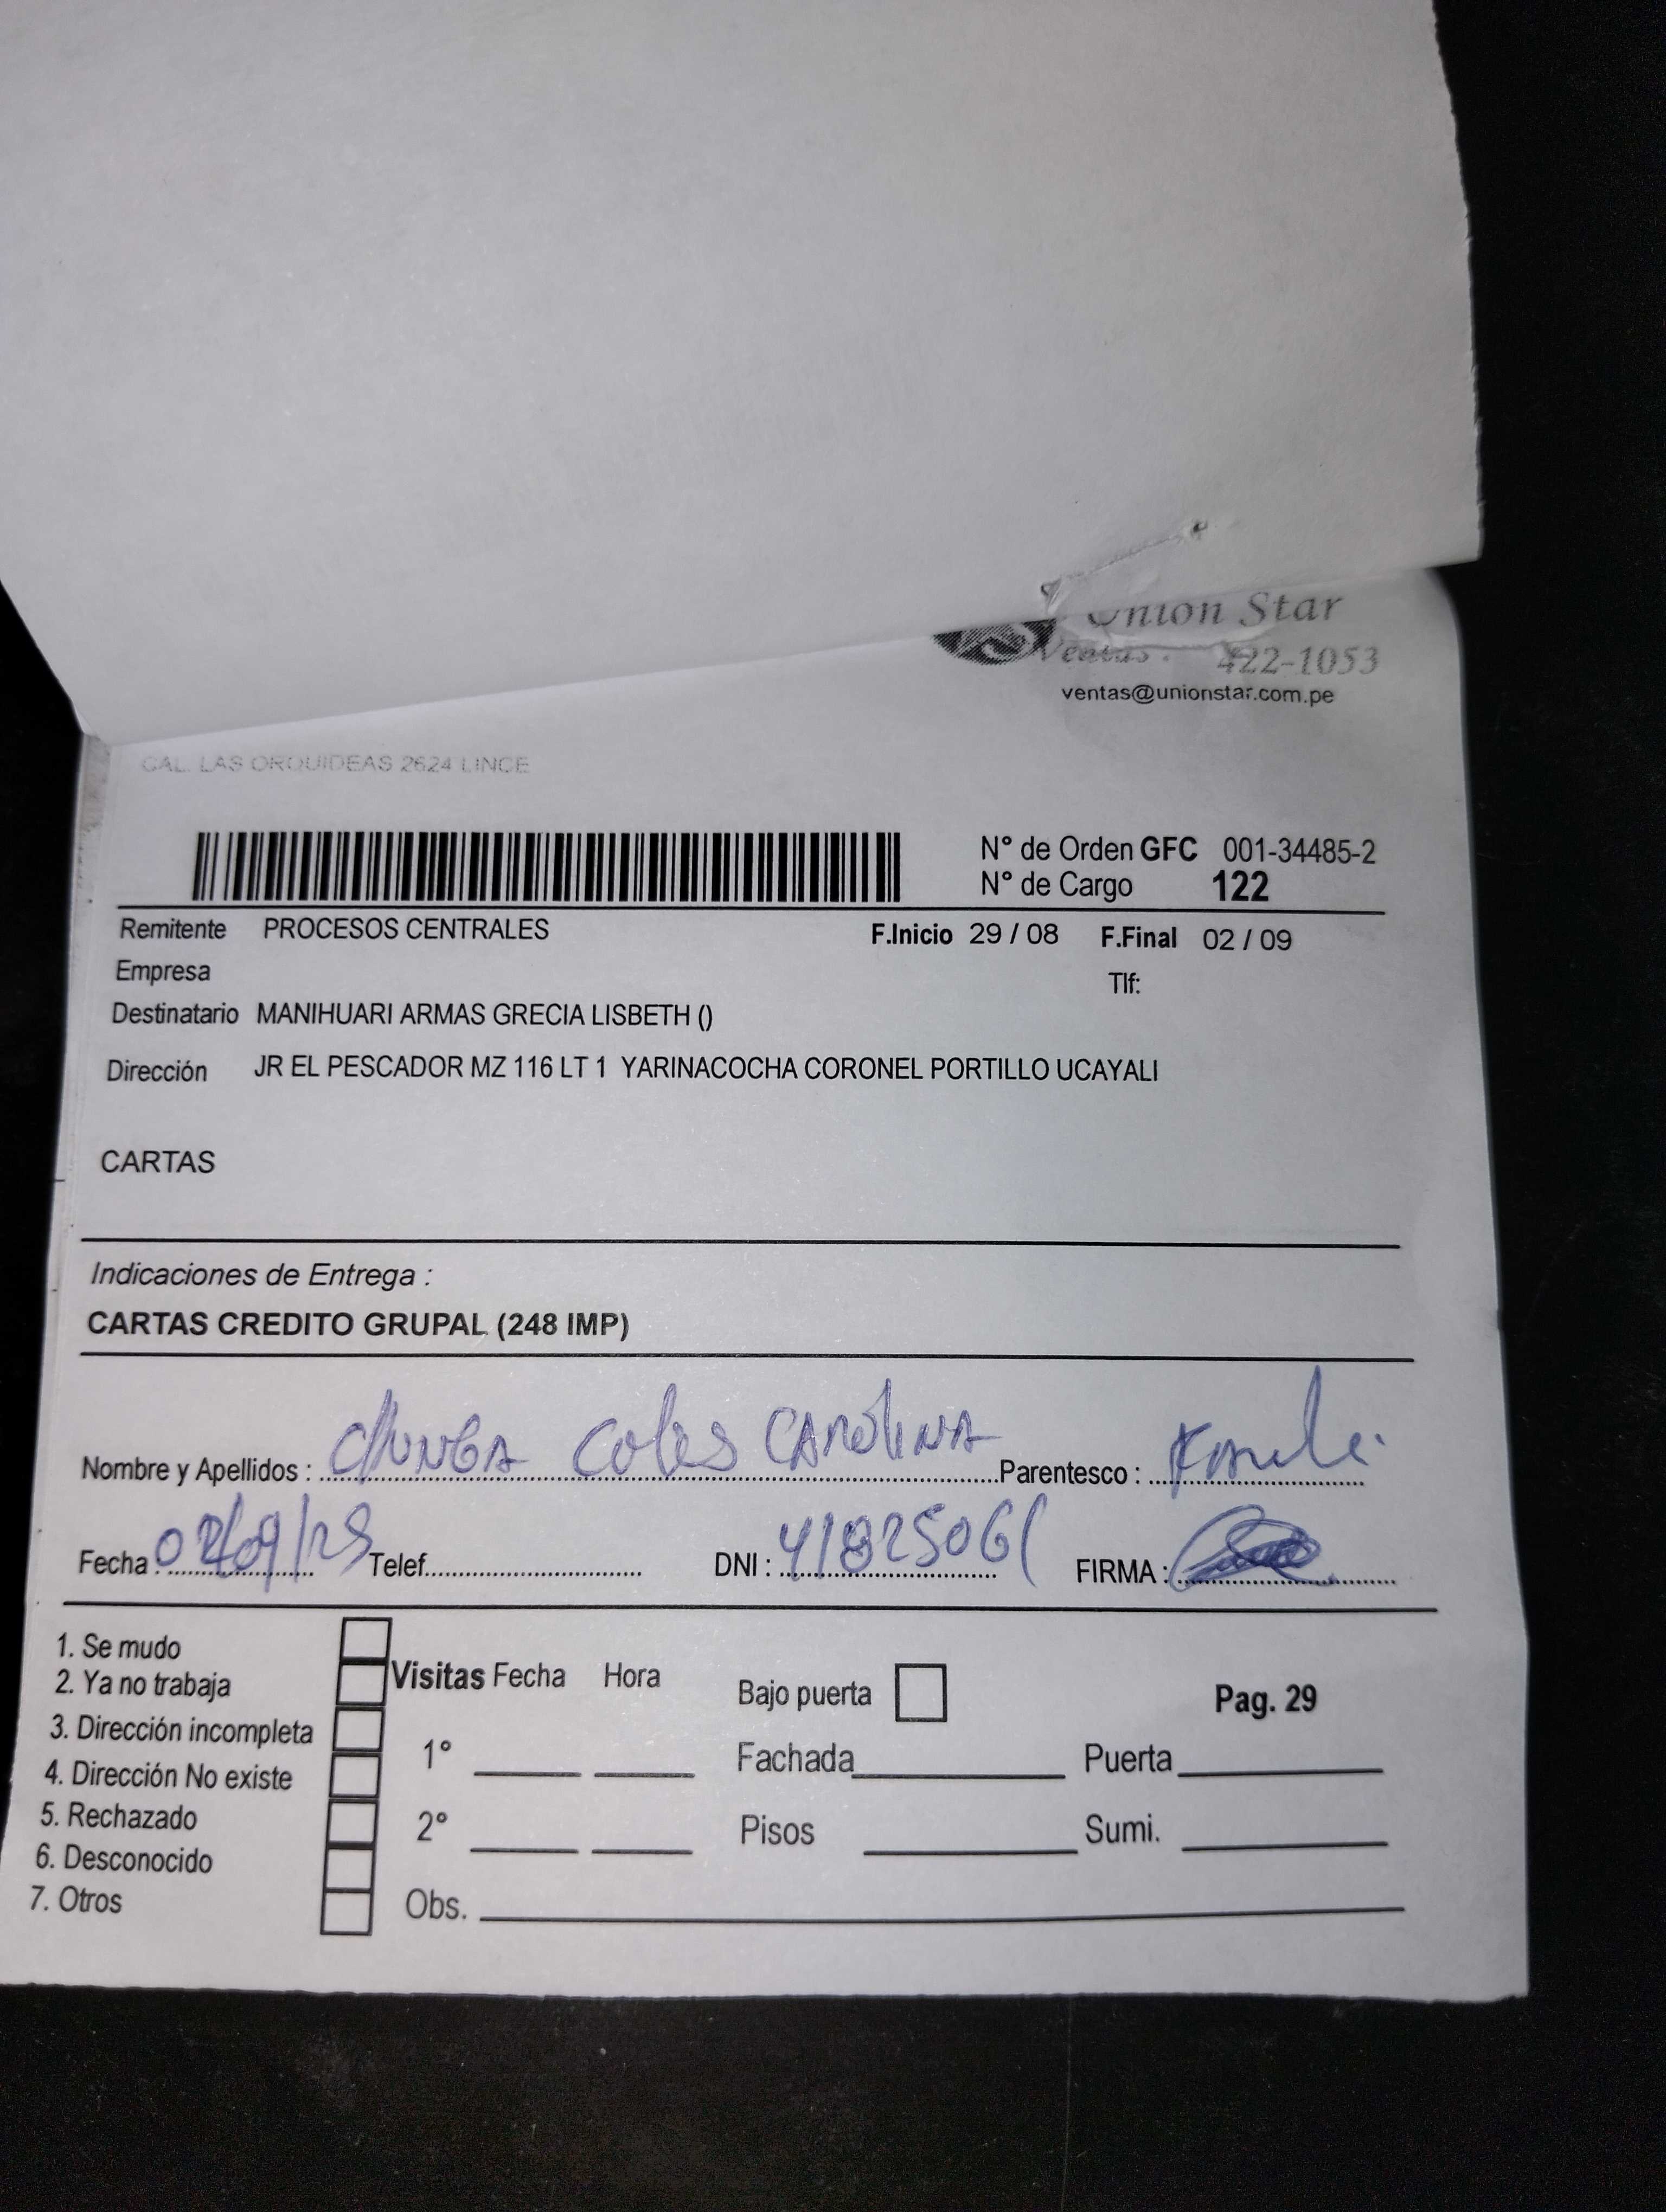 Union Star
Ventas : 422-1053
ventas@unionstar.com.pe
CAL. LAS ORQUIDEAS 2624 LINCE
N° de Orden GFC 001-34485-2
N° de Cargo 122
Remitente PROCESOS CENTRALES F.Inicio 29 / 08 F.Final 02 / 09
Empresa Tlf:
Destinatario MANIHUARI ARMAS GRECIA LISBETH ()
Dirección JR EL PESCADOR MZ 116 LT 1 YARINACOCHA CORONEL PORTILLO UCAYALI
CARTAS
Indicaciones de Entrega :
CARTAS CREDITO GRUPAL (248 IMP)
Nombre y Apellidos : CHUNGA CAROLINA Parentesco :
Fecha : Telef. DNI : 41825061 FIRMA :
1. Se mudo
2. Ya no trabaja
3. Dirección incompleta
4. Dirección No existe
5. Rechazado
6. Desconocido
7. Otros
Visitas Fecha Hora
1°
2°
Obs.
Bajo puerta Pag. 29
Fachada Puerta
Pisos Sumi.